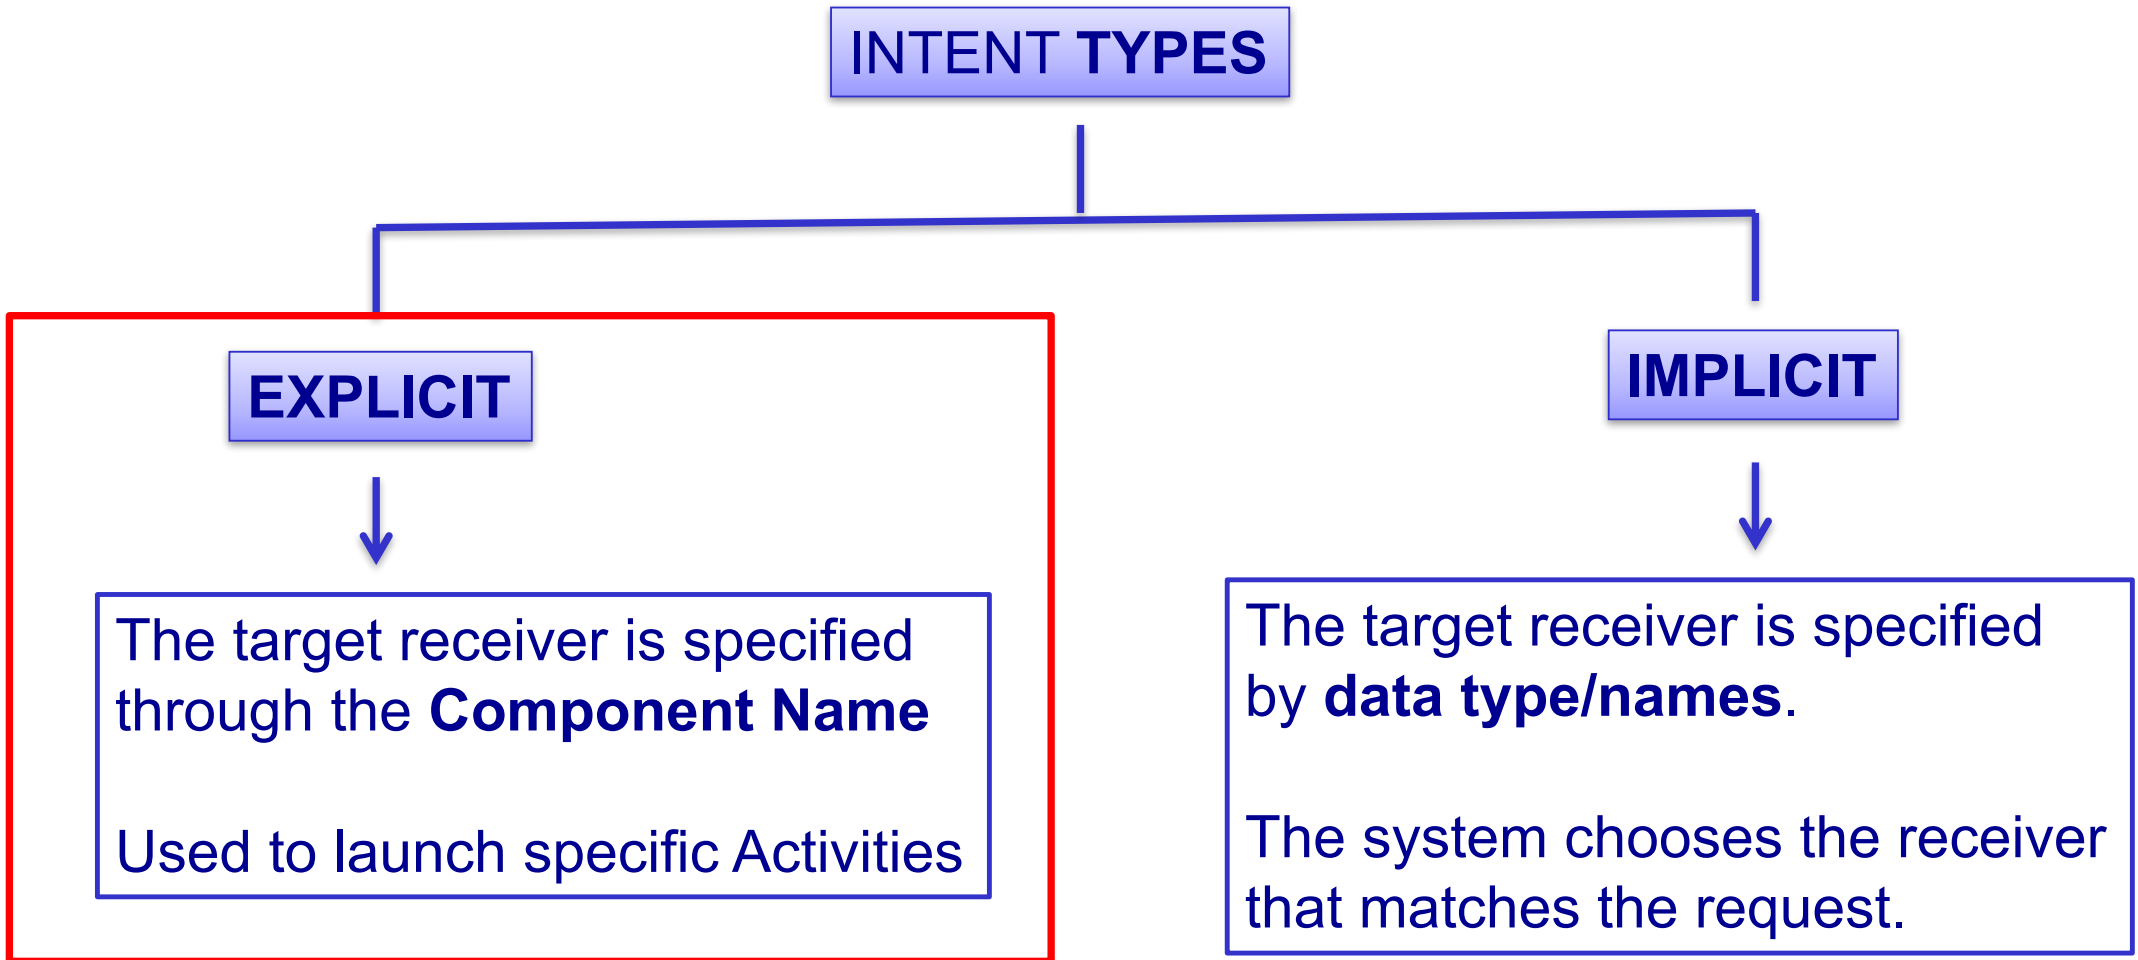 INTENT TYPES
EXPLICIT
The target receiver is specified
through the Component Name
Used to launch specific Activities
IMPLICIT
The target receiver is specified
by data type/names.
The system chooses the receiver
that matches the request.